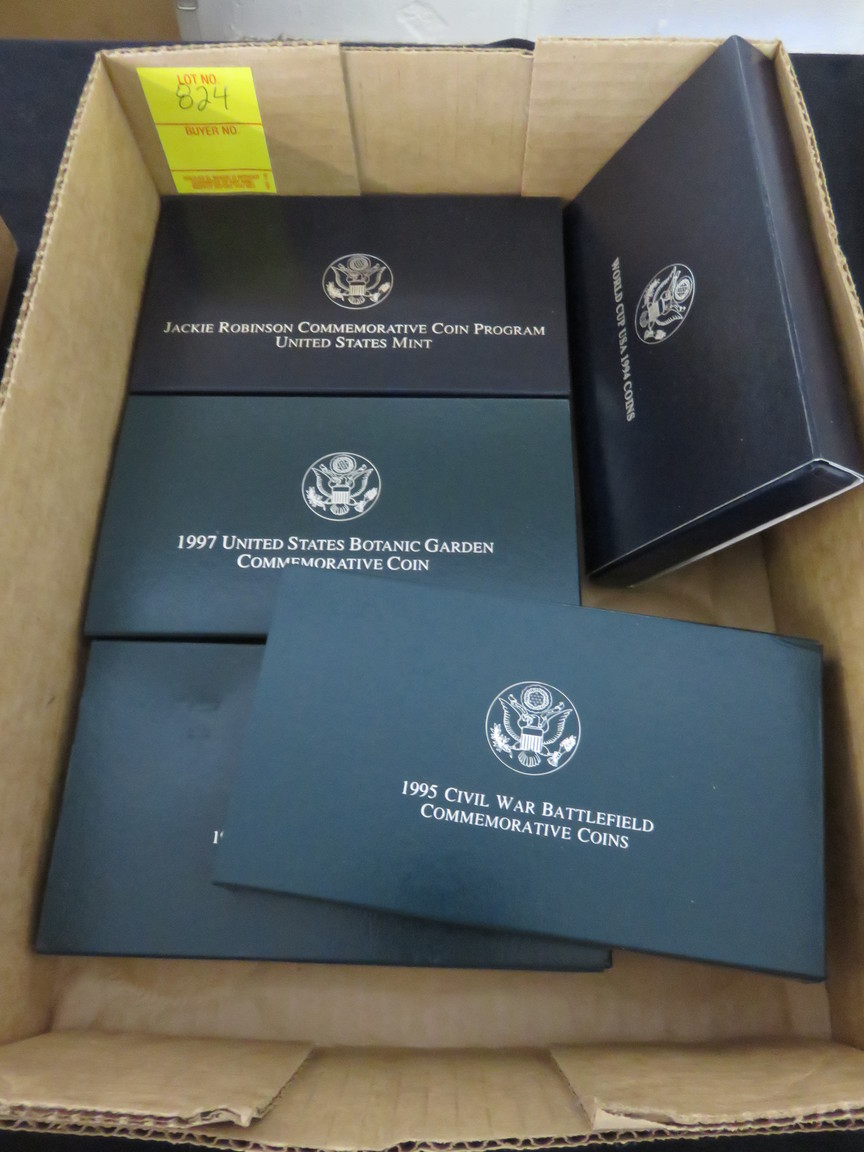 LOT NO.
824
BUYER NO.
JACKIE ROBINSON COMMEMORATIVE COIN PROGRAM
UNITED STATES MINT
WORLD CUP USA 1994 COINS
1997 UNITED STATES BOTANIC GARDEN
COMMEMORATIVE COIN
1995 CIVIL WAR BATTLEFIELD
COMMEMORATIVE COINS